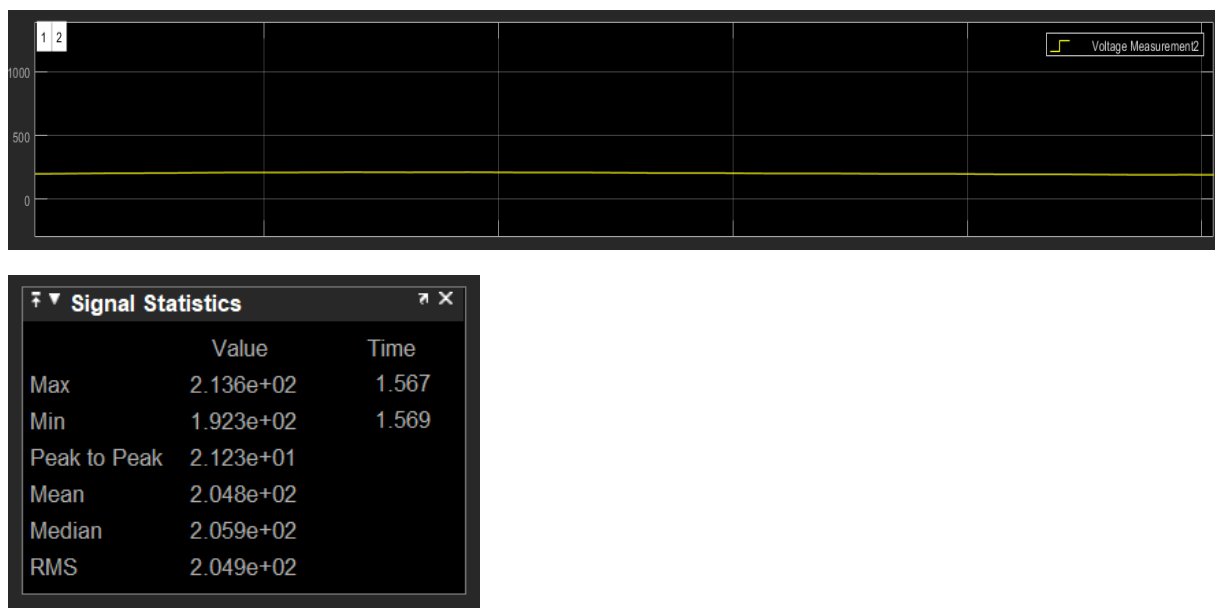 1 2
Voltage Measurement2
1000
500
0
Signal Statistics
Value Time
Max 2.136e+02 1.567
Min 1.923e+02 1.569
Peak to Peak 2.123e+01
Mean 2.048e+02
Median 2.059e+02
RMS 2.049e+02